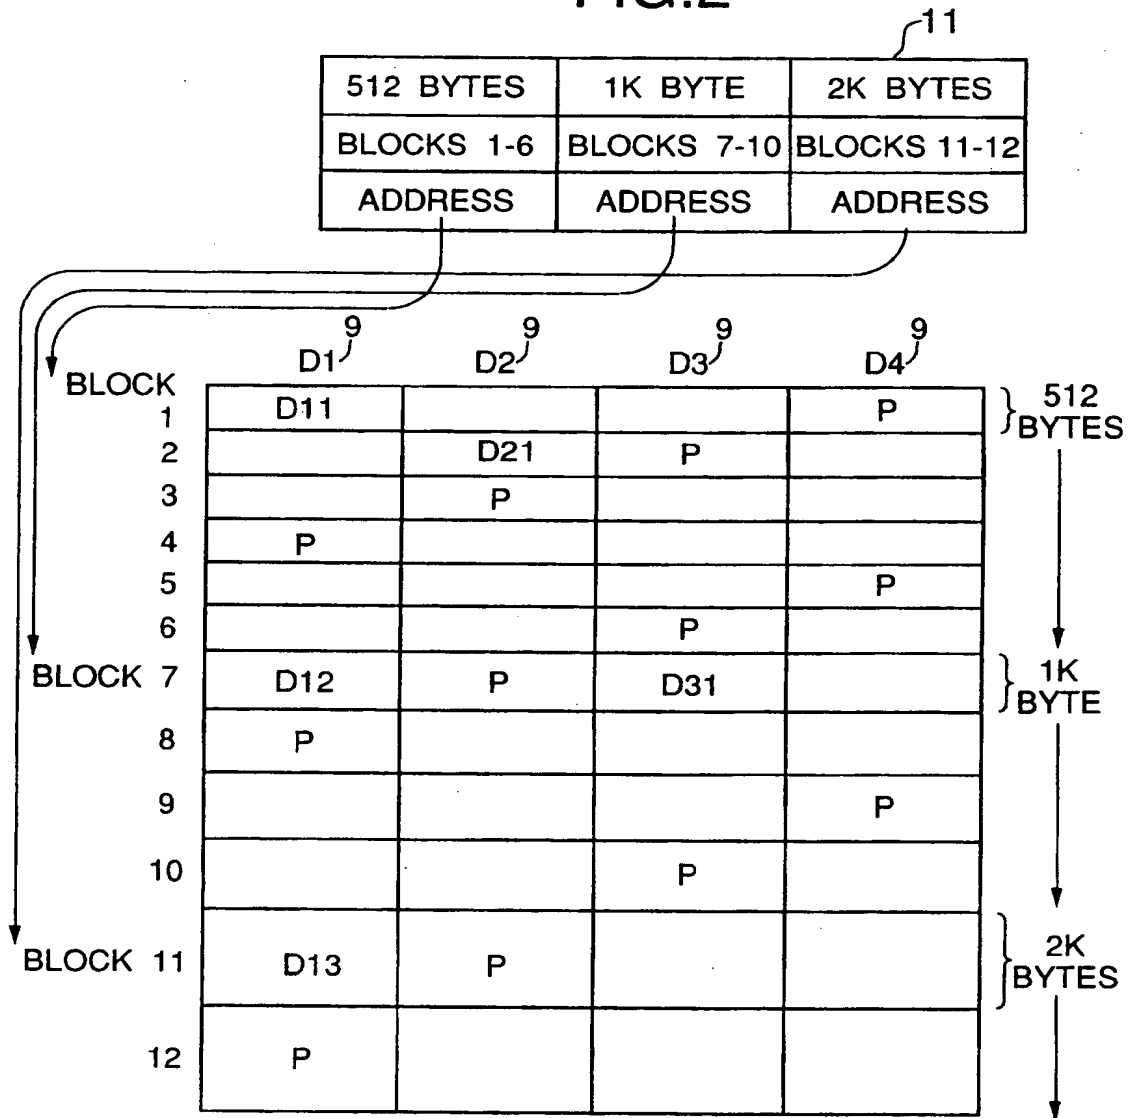 FIG.2
11
512 BYTES 1K BYTE 2K BYTES
BLOCKS 1-6 BLOCKS 7-10 BLOCKS 11-12
ADDRESS ADDRESS ADDRESS
9 9 9 9
D1 D2 D3 D4
BLOCK
1 D11 P
512
BYTES
2 D21 P
3 P
4 P
5 P
6 P
BLOCK 7 D12 P D31
1K
BYTE
8 P
9 P
10 P
BLOCK 11 D13 P
2K
BYTES
12 P